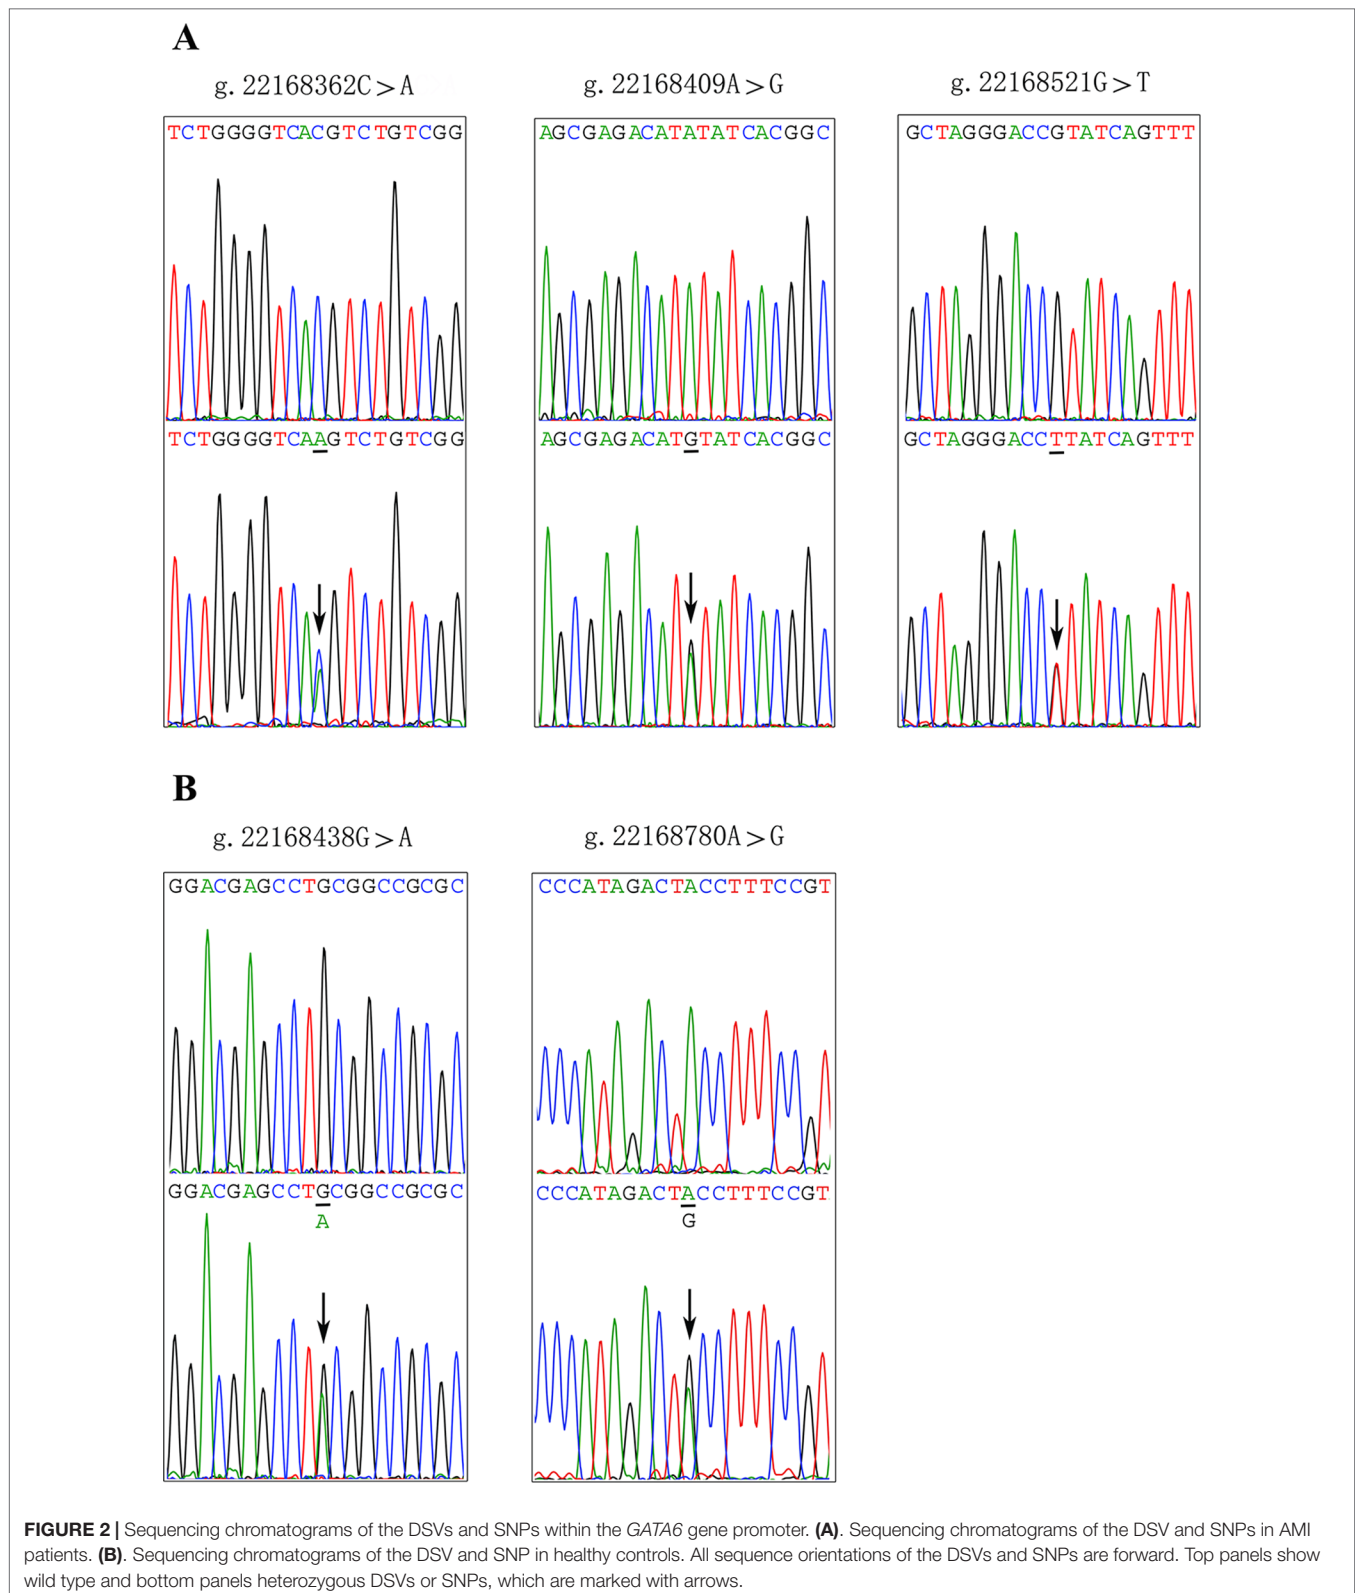 A
g. 22168362C > A
g. 22168409A > G
g. 22168521G > T
TCTGGGGTCACGTCTGTCGG
AGCGAGACATATATCACGGC
GCTAGGGACCGTATCAGTTT
TCTGGGGTCAAGTCTGTCGG
AGCGAGACATGTATCACGGC
GCTAGGGACCTTATCAGTTT
B
g. 22168438G > A
g. 22168780A > G
GGACGAGCCTGCGGCCGCGC
CCCATAGACTACCTTTCCGT
GGACGAGCCTGCGGCCGCGC
CCCATAGACTACCTTTCCGT
A
G
FIGURE 2 | Sequencing chromatograms of the DSVs and SNPs within the GATA6 gene promoter. (A). Sequencing chromatograms of the DSV and SNPs in AMI
patients. (B). Sequencing chromatograms of the DSV and SNP in healthy controls. All sequence orientations of the DSVs and SNPs are forward. Top panels show
wild type and bottom panels heterozygous DSVs or SNPs, which are marked with arrows.